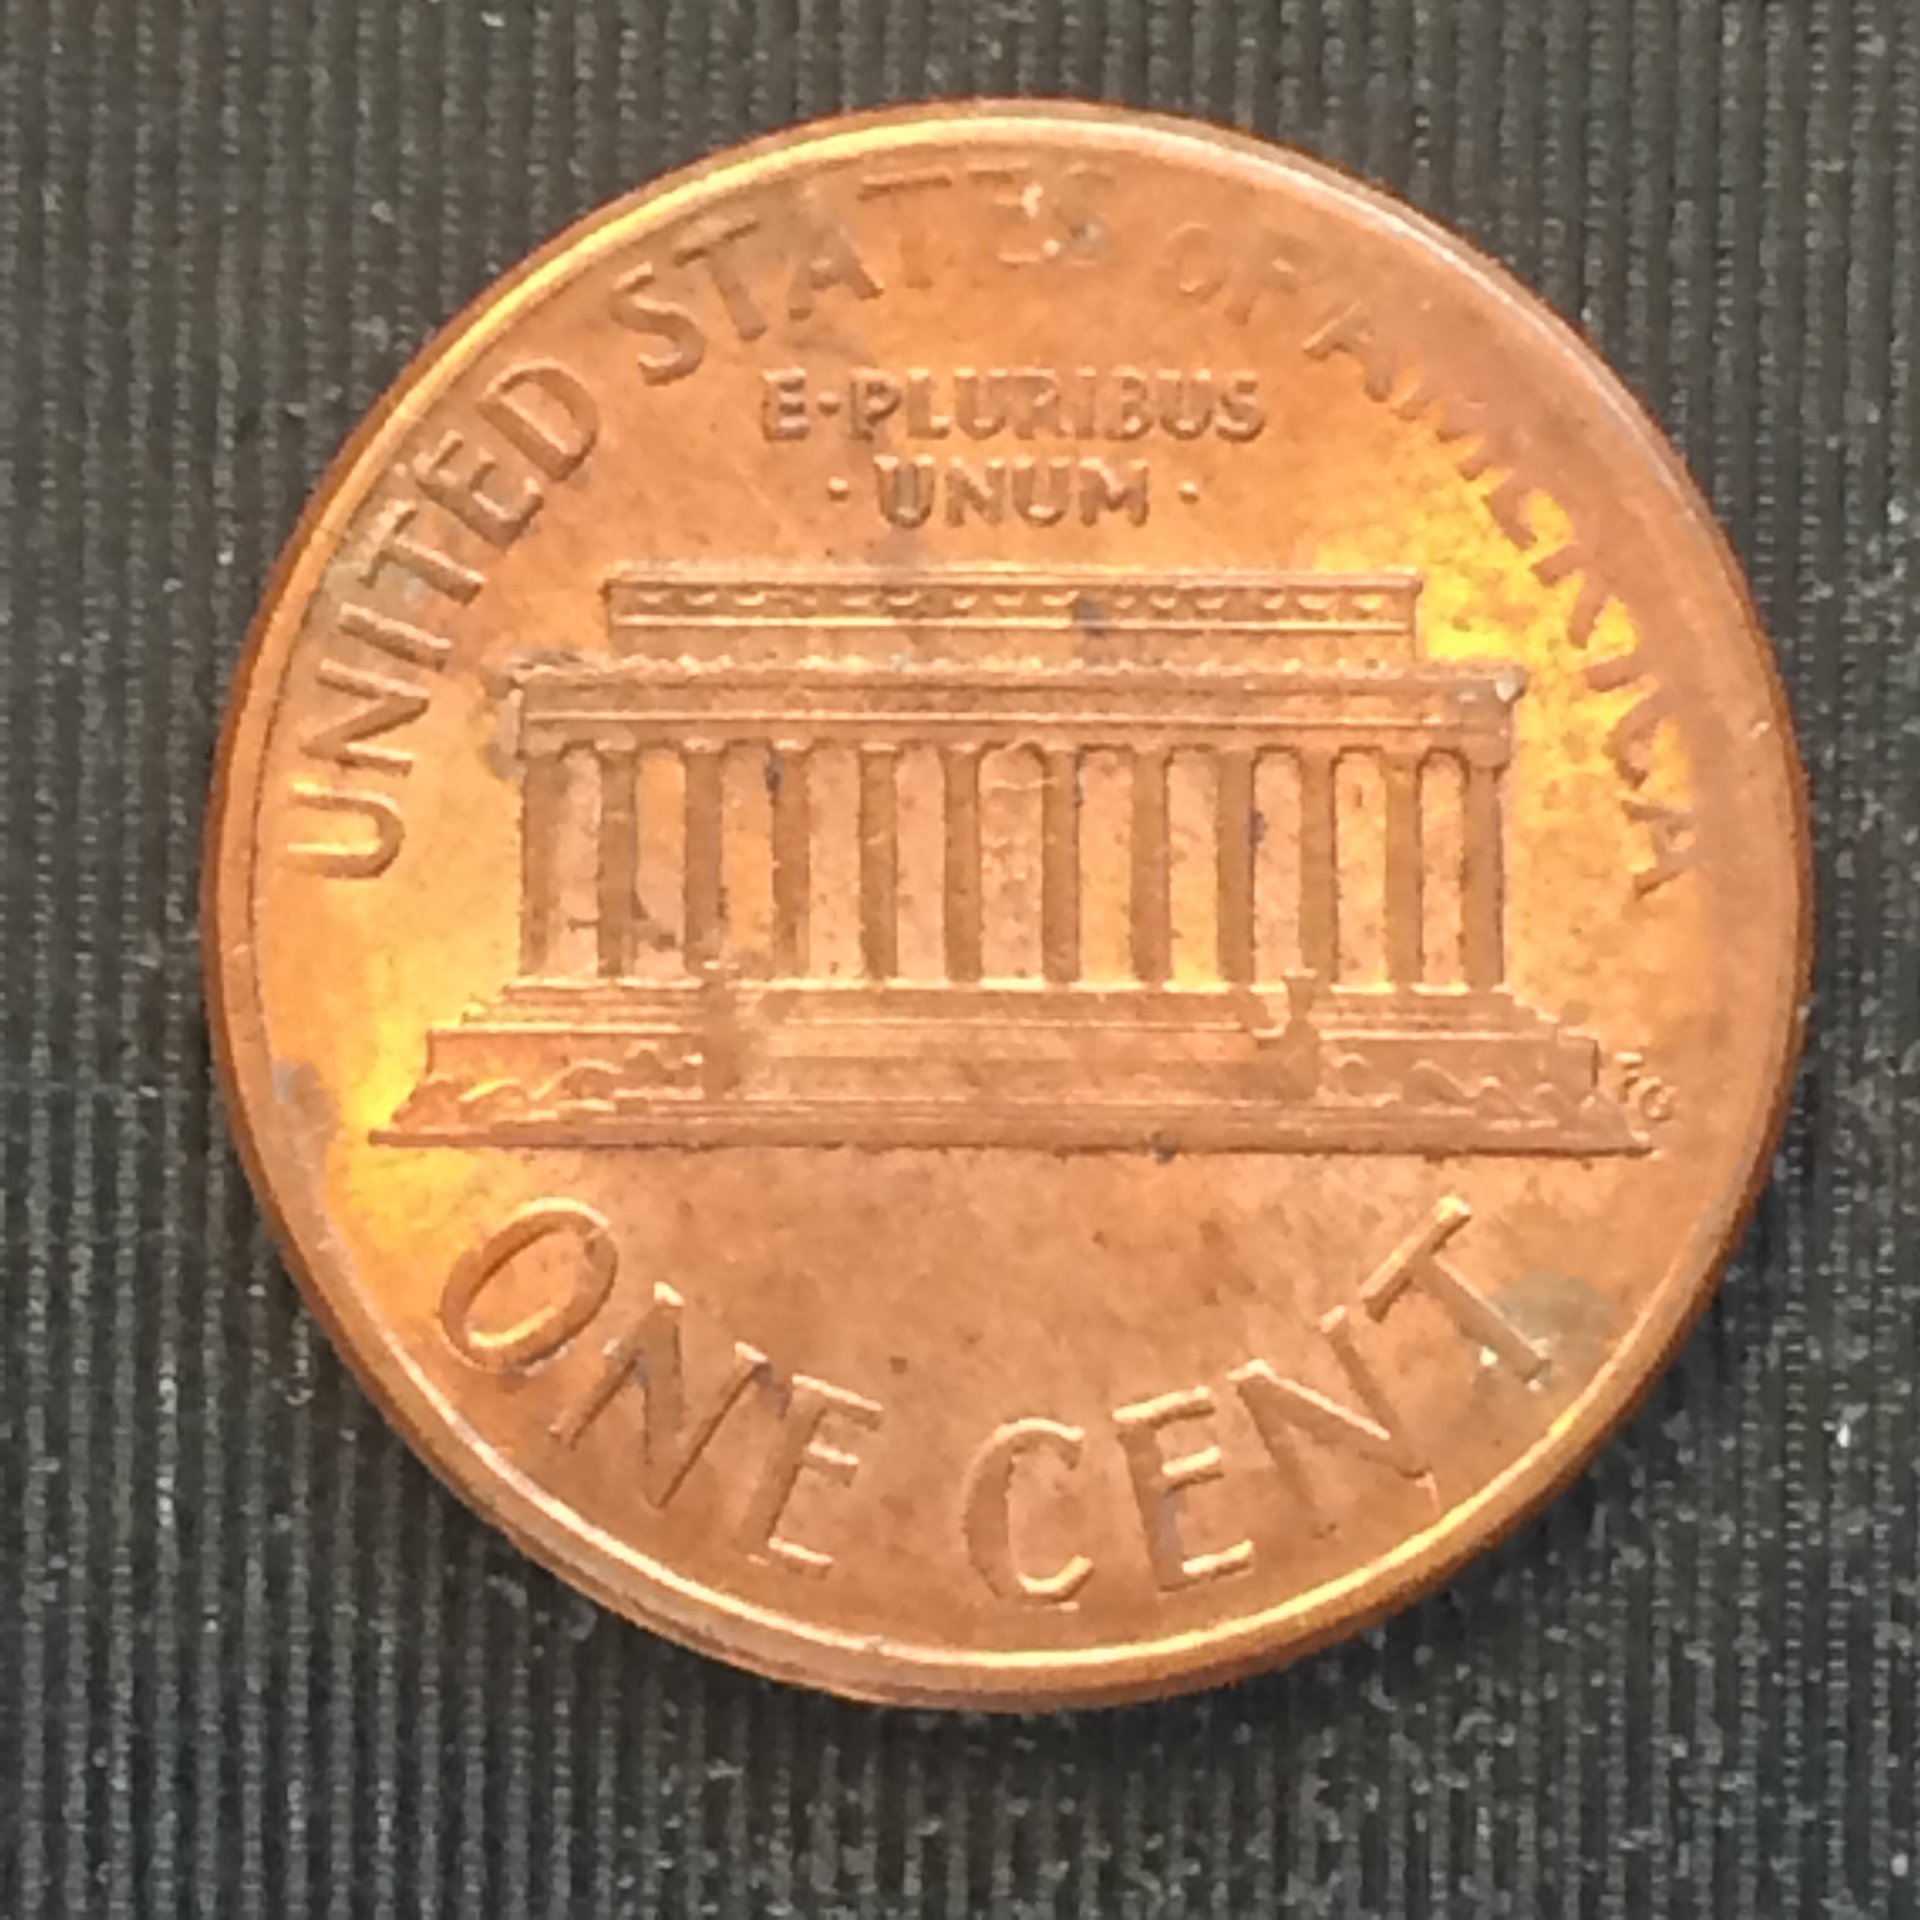 UNITED STATES OF AMERICA
E·PLURIBUS
·UNUM·
FG
ONE CENT